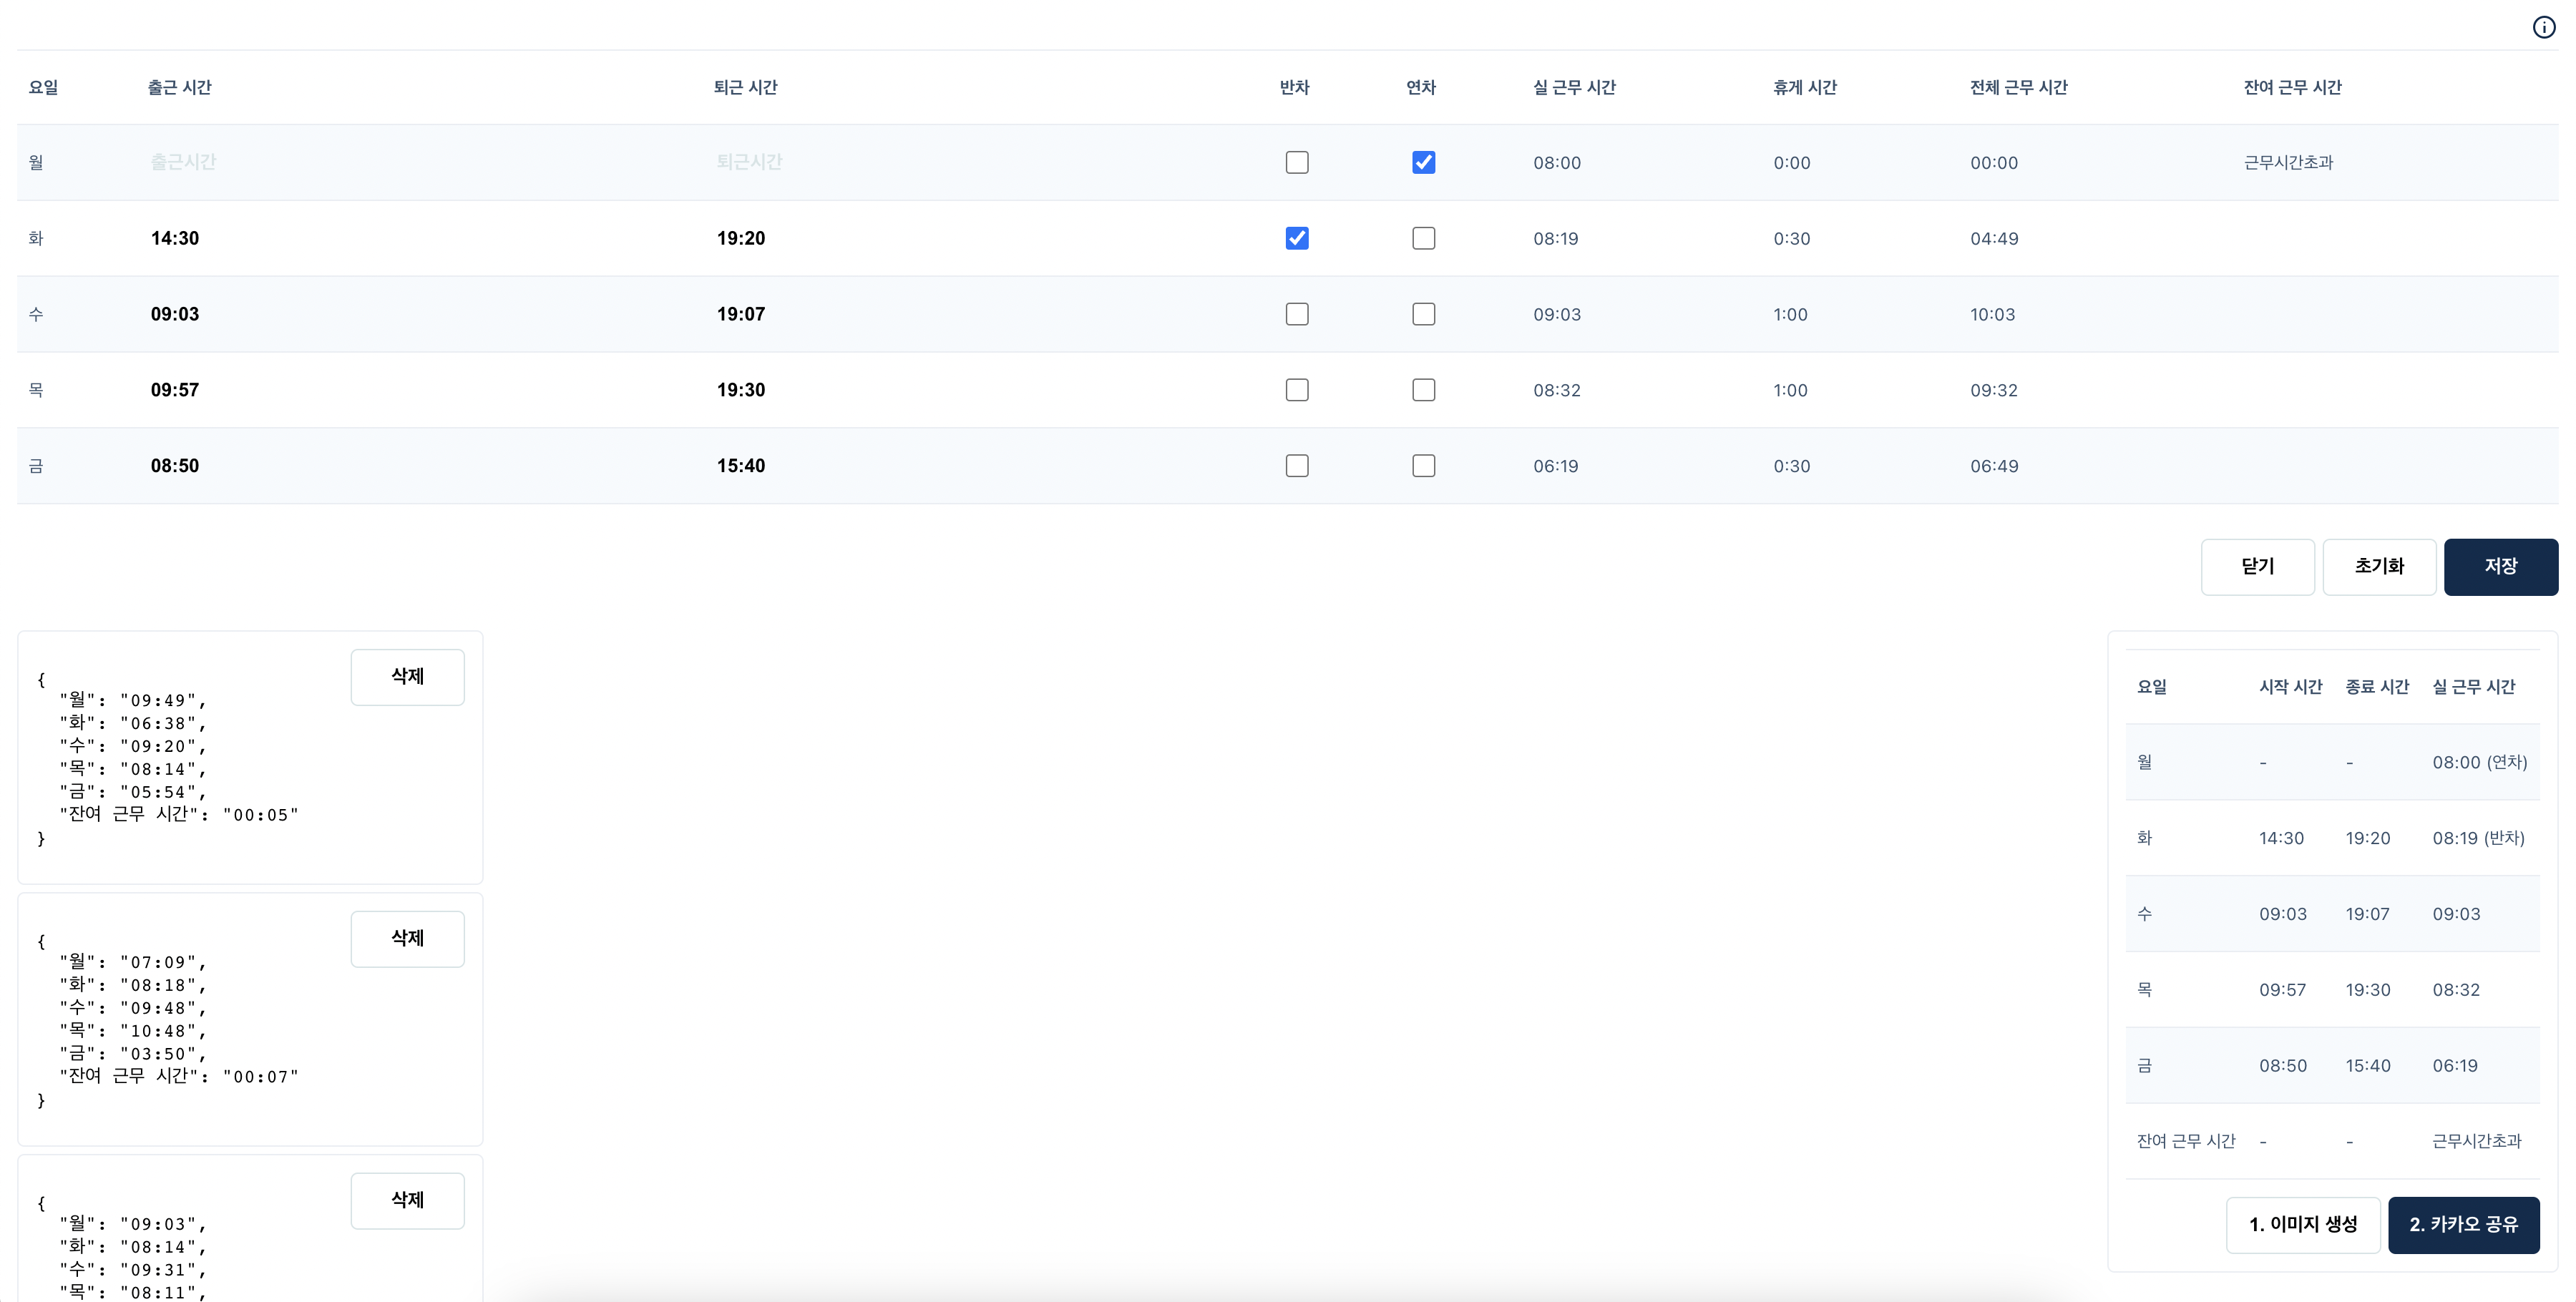 요일 출근 시간 퇴근 시간 반차 연차 실 근무 시간 휴게 시간 전체 근무 시간 잔여 근무 시간
월 출근시간 퇴근시간 08:00 0:00 00:00 근무시간초과
화 14:30 19:20 08:19 0:30 04:49
수 09:03 19:07 09:03 1:00 10:03
목 09:57 19:30 08:32 1:00 09:32
금 08:50 15:40 06:19 0:30 06:49
닫기 초기화 저장
삭제
{
"월": "09:49",
"화": "06:38",
"수": "09:20",
"목": "08:14",
"금": "05:54",
"잔여 근무 시간": "00:05"
}
삭제
{
"월": "07:09",
"화": "08:18",
"수": "09:48",
"목": "10:48",
"금": "03:50",
"잔여 근무 시간": "00:07"
}
삭제
{
"월": "09:03",
"화": "08:14",
"수": "09:31",
"목": "08:11",
요일 시작 시간 종료 시간 실 근무 시간
월 - - 08:00 (연차)
화 14:30 19:20 08:19 (반차)
수 09:03 19:07 09:03
목 09:57 19:30 08:32
금 08:50 15:40 06:19
잔여 근무 시간 - - 근무시간초과
1. 이미지 생성 2. 카카오 공유